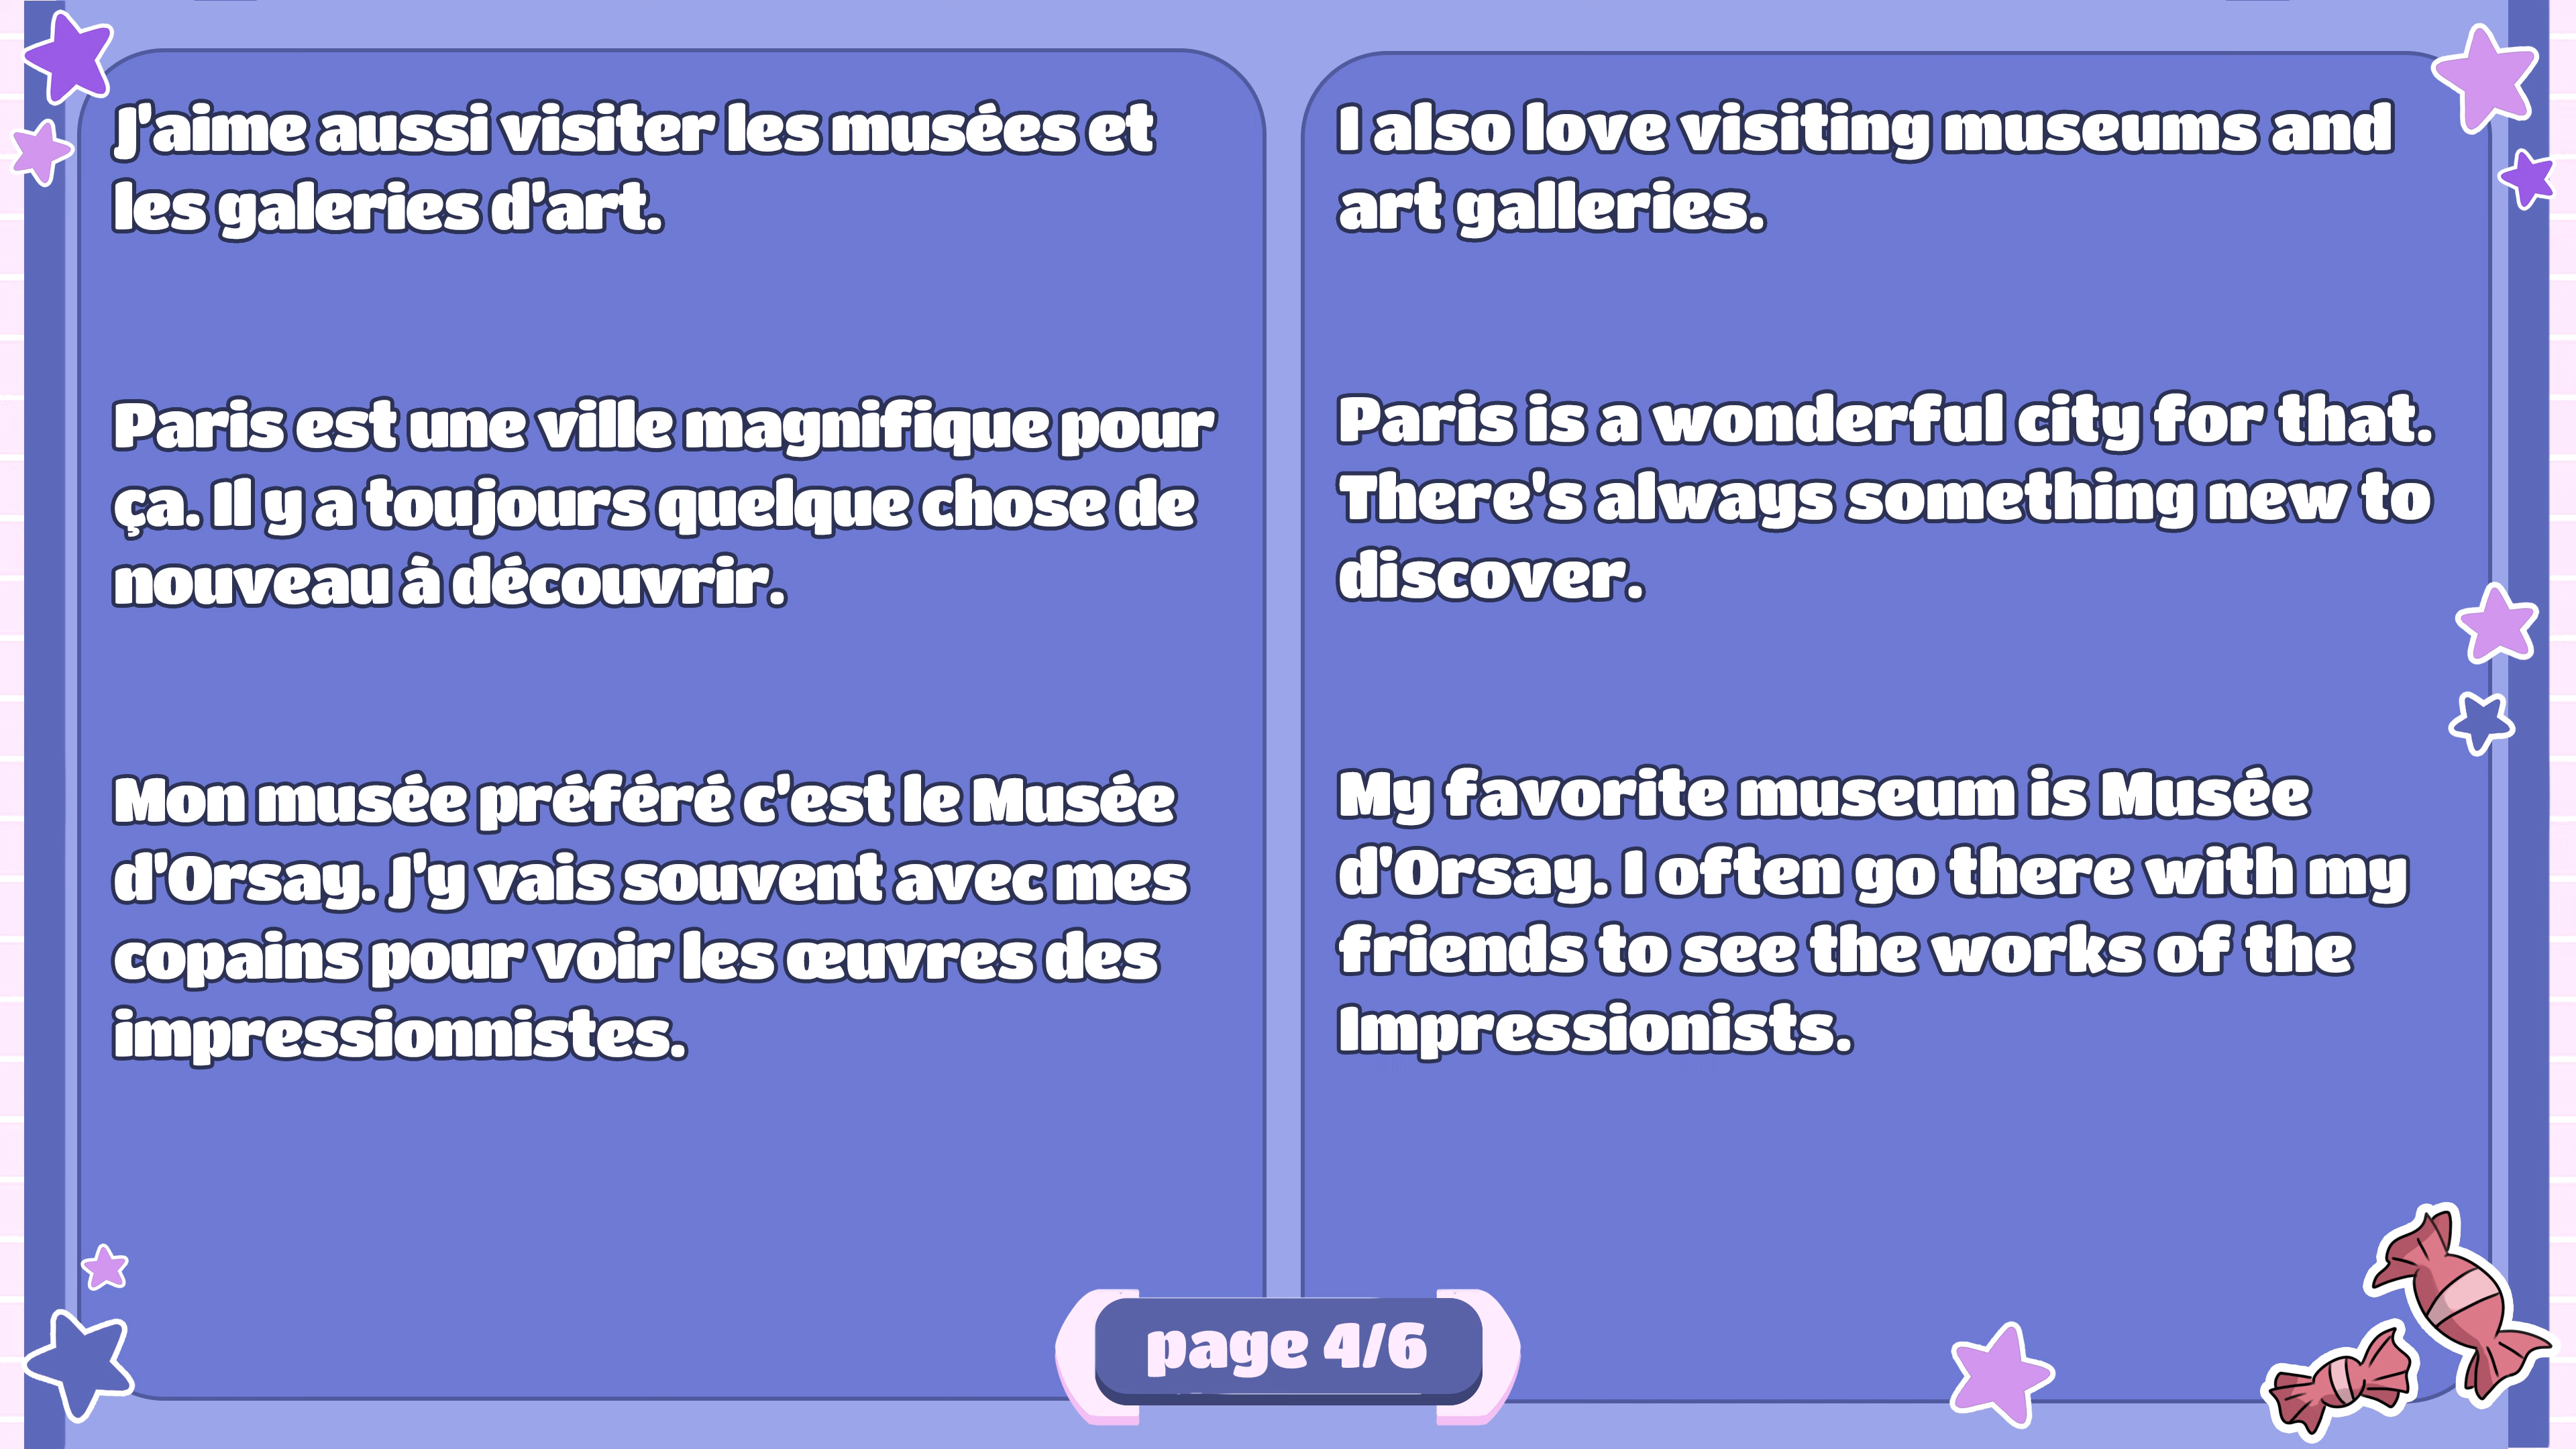 J'aime aussi visiter les musées et
les galeries d'art.
Paris est une ville magnifique pour
ça. Il y a toujours quelque chose de
nouveau à découvrir.
Mon musée préféré c'est le Musée
d'Orsay. J'y vais souvent avec mes
copains pour voir les œuvres des
impressionnistes.
I also love visiting museums and
art galleries.
Paris is a wonderful city for that.
There's always something new to
discover.
My favorite museum is Musée
d'Orsay. I often go there with my
friends to see the works of the
Impressionists.
page 4/6